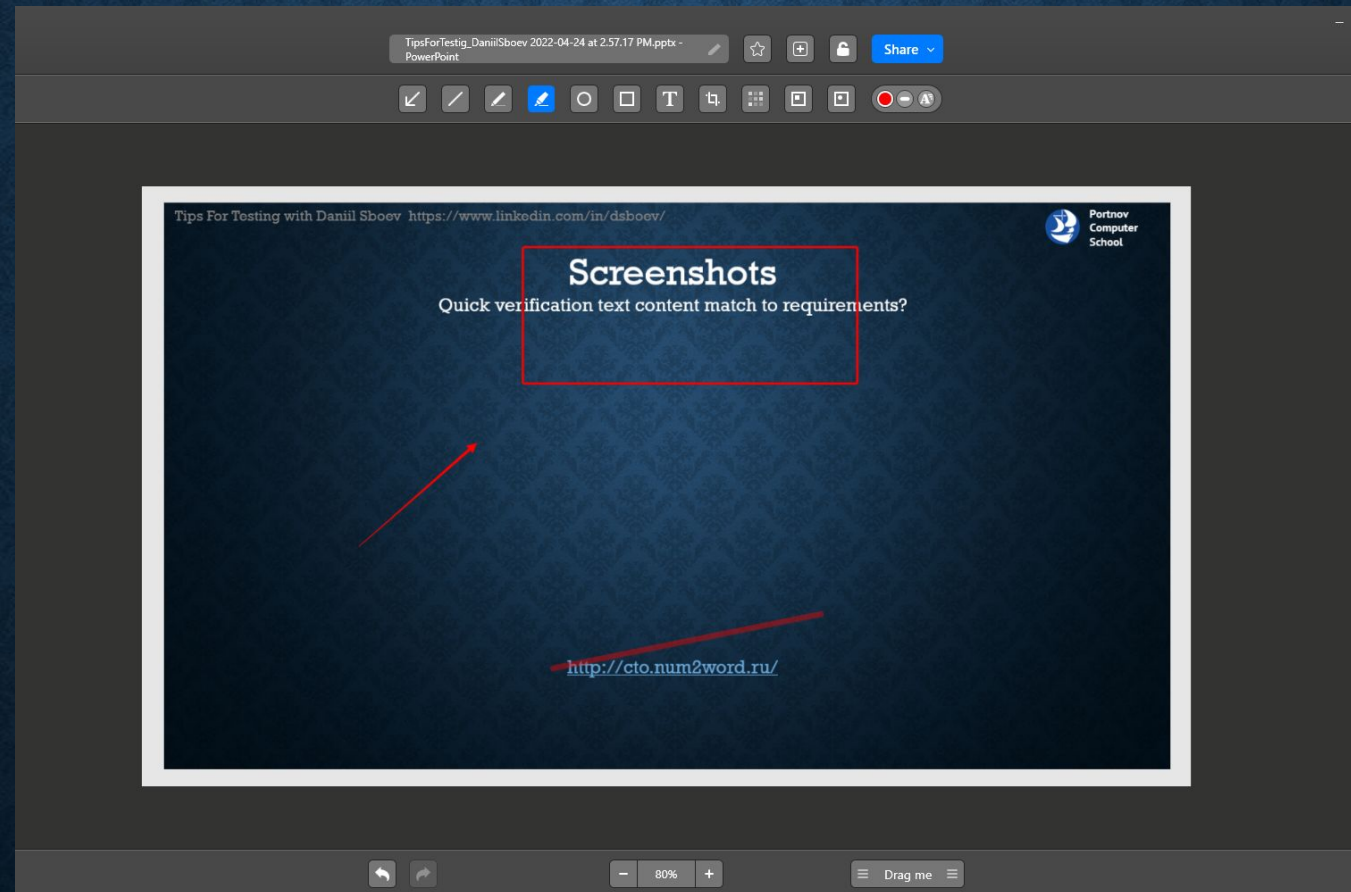 TipsForTestig_DaniilSboev 2022-04-24 at 2.57.17 PM.pptx -
PowerPoint
Share
T
Tips For Testing with Daniil Sboev https://www.linkedin.com/in/dsboev/
Portnov
Computer
School
Screenshots
Quick verification text content match to requirements?
http://cto.num2word.ru/
80%
Drag me